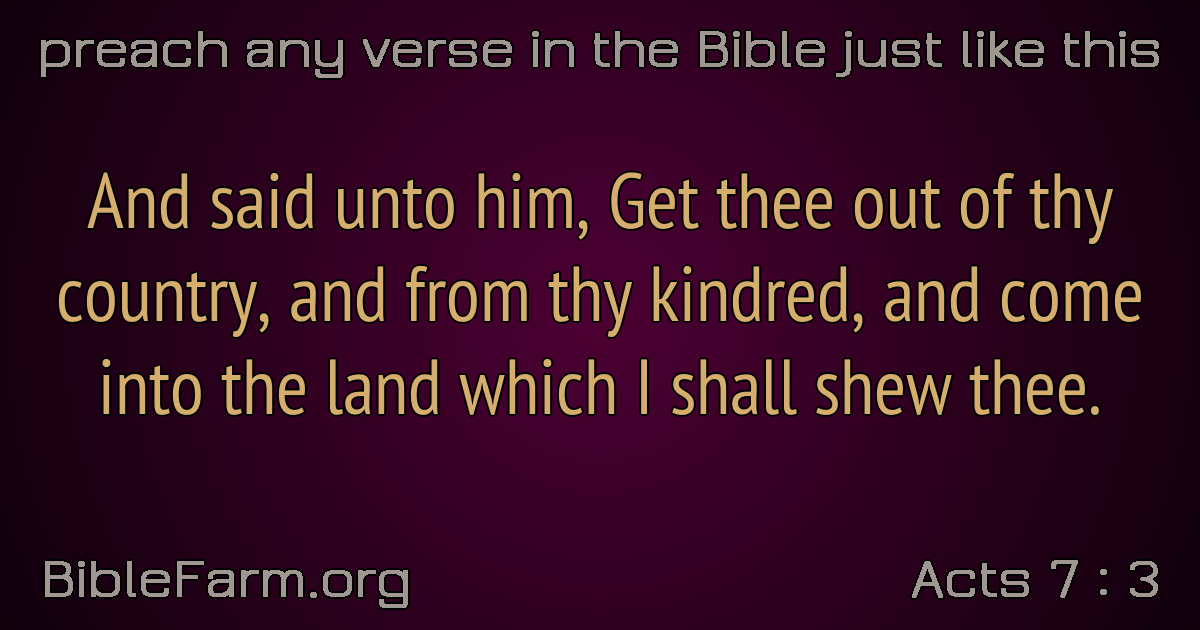 preach any verse in the Bible just like this
And said unto him, Get thee out of thy
country, and from thy kindred, and come
into the land which I shall shew thee.
BibleFarm.org
Acts 7 : 3